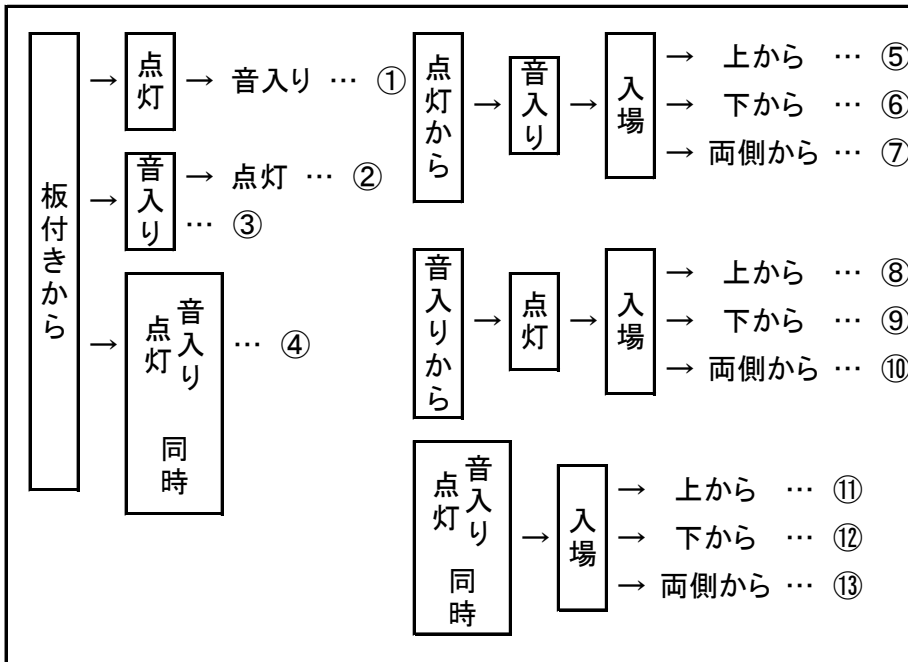 板付きから
→ 点灯 → 音入り … ①
→ 音入り → 点灯 … ②
… ③
→ 音入り 点灯 同時 … ④
点灯から → 音入り → 入場
→ 上から … ⑤
→ 下から … ⑥
→ 両側から … ⑦
音入りから → 点灯 → 入場
→ 上から … ⑧
→ 下から … ⑨
→ 両側から … ⑩
音入り 点灯 同時 → 入場
→ 上から … ⑪
→ 下から … ⑫
→ 両側から … ⑬